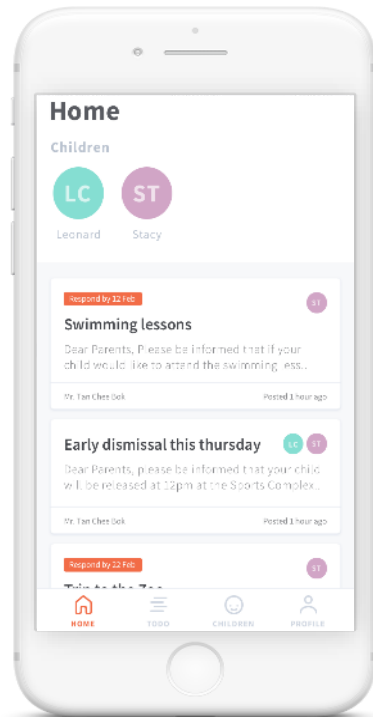 Home
Children
LC ST
Leonard Stacy
Respond by 12 Feb ST
Swimming lessons
Dear Parents, Please be informed that if your
child would like to attend the swimming less..
Mr. Tan Chee Bok Posted 1 hour ago
Early dismissal this thursday LC ST
Dear Parents, please be informed that your child
will be released at 12pm at the Sports Complex..
Mr. Tan Chee Bok Posted 1 hour ago
Respond by 22 Feb ST
Trip to the Zoo
HOME TODO CHILDREN PROFILE